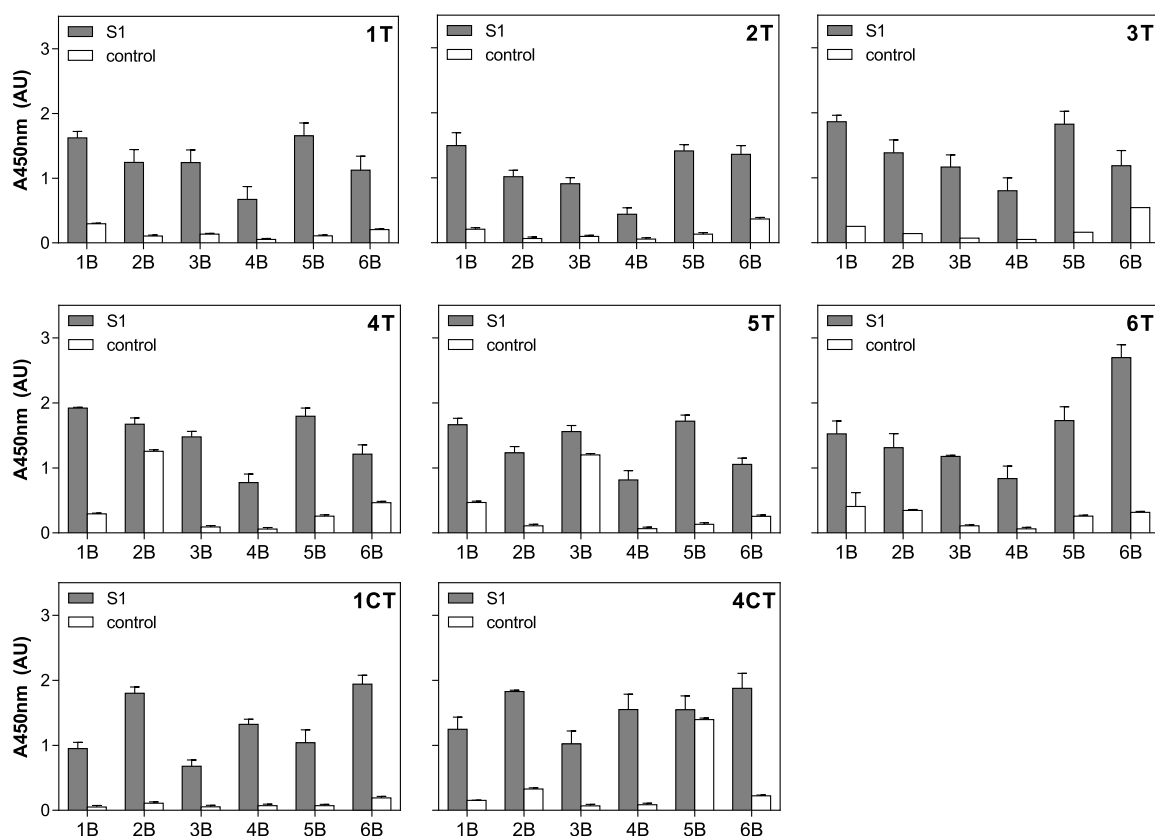 S1
control
1T
3
2
1
0
A450nm (AU)
1B 2B 3B 4B 5B 6B
S1
control
2T
1B 2B 3B 4B 5B 6B
S1
control
3T
1B 2B 3B 4B 5B 6B
S1
control
4T
3
2
1
0
A450nm (AU)
1B 2B 3B 4B 5B 6B
S1
control
5T
1B 2B 3B 4B 5B 6B
S1
control
6T
1B 2B 3B 4B 5B 6B
S1
control
1CT
3
2
1
0
A450nm (AU)
1B 2B 3B 4B 5B 6B
S1
control
4CT
1B 2B 3B 4B 5B 6B